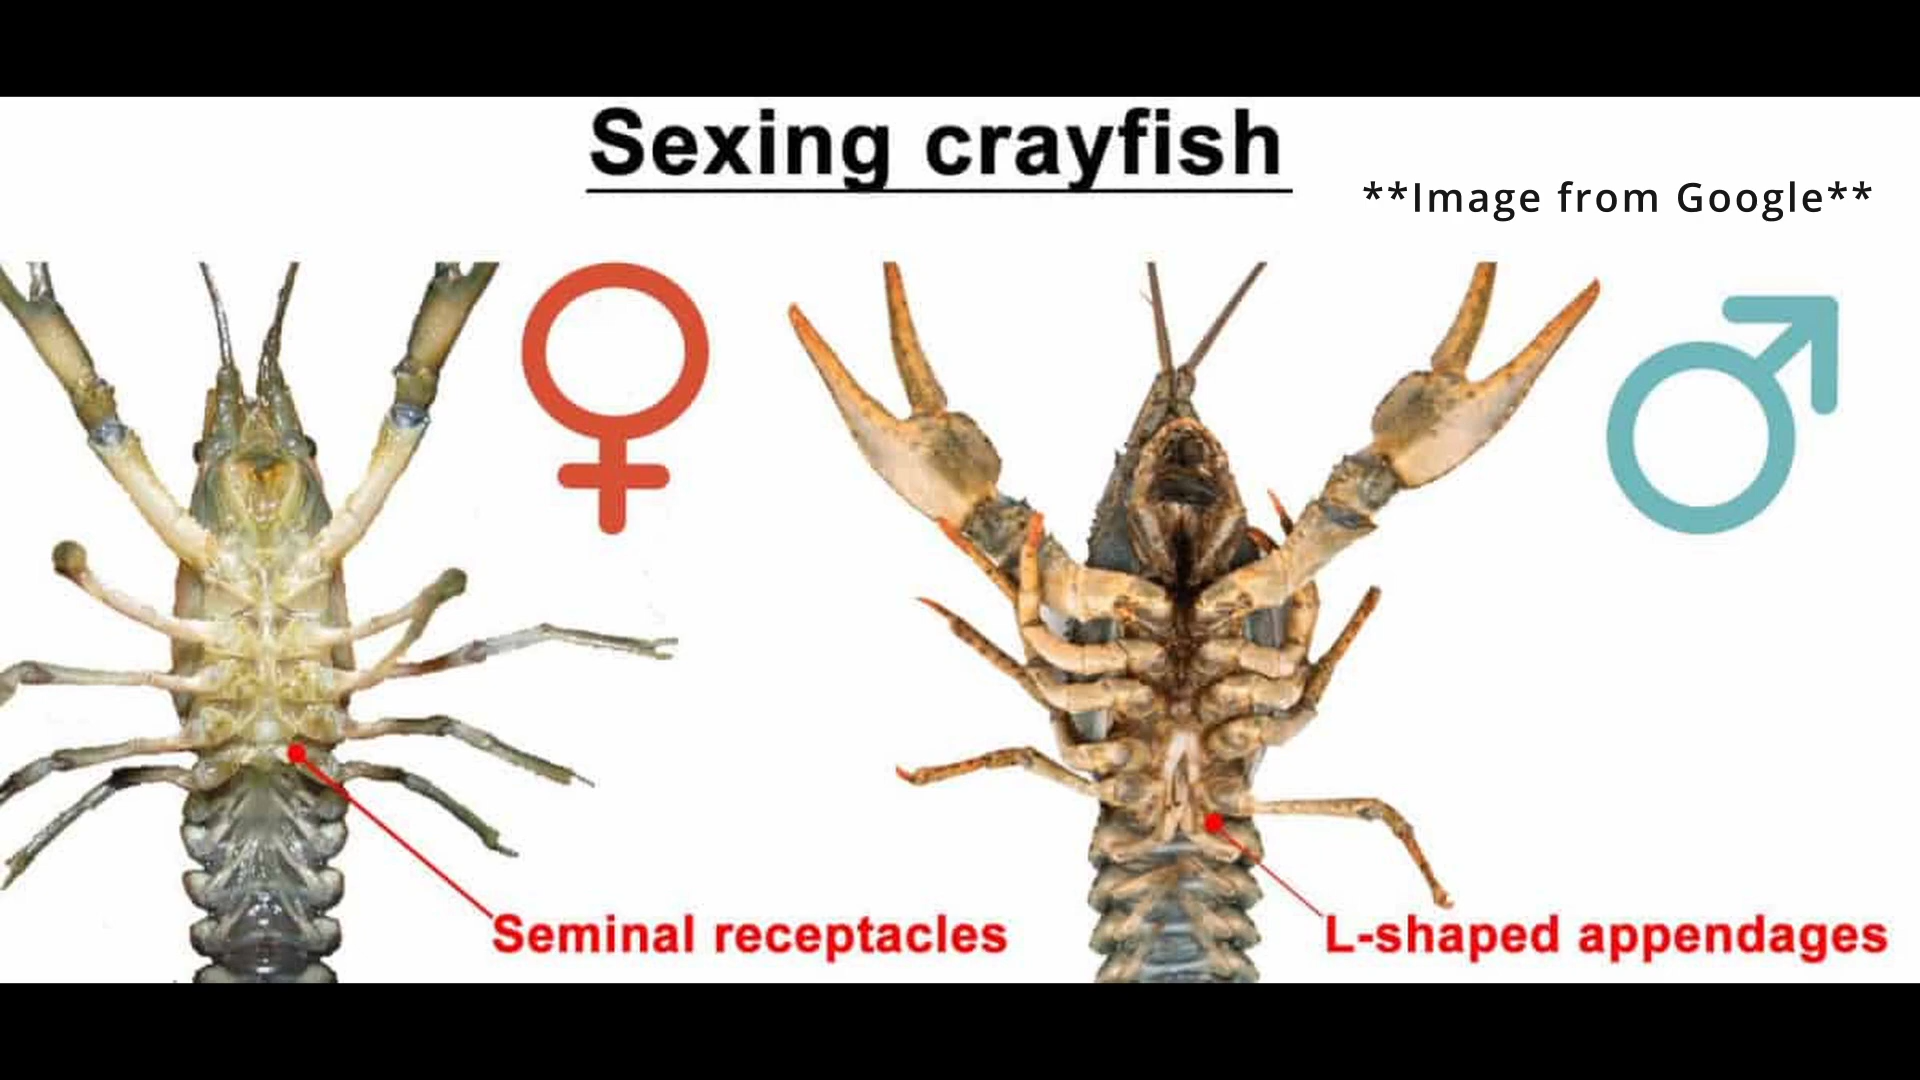 Sexing crayfish
**Image from Google**
Seminal receptacles
L-shaped appendages